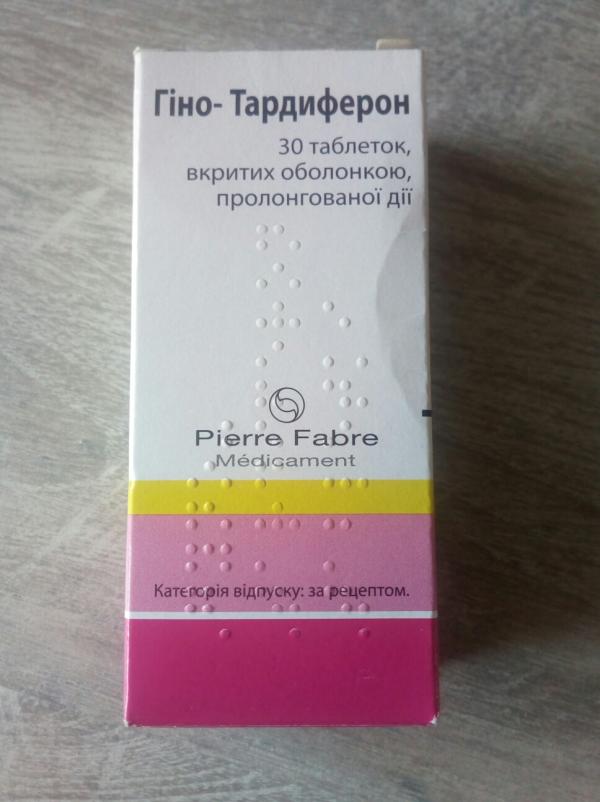 Гіно- Тардиферон
30 таблеток,
вкритих оболонкою,
пролонгованої дії
Pierre Fabre
Médicament
Категорія відпуску: за рецептом.